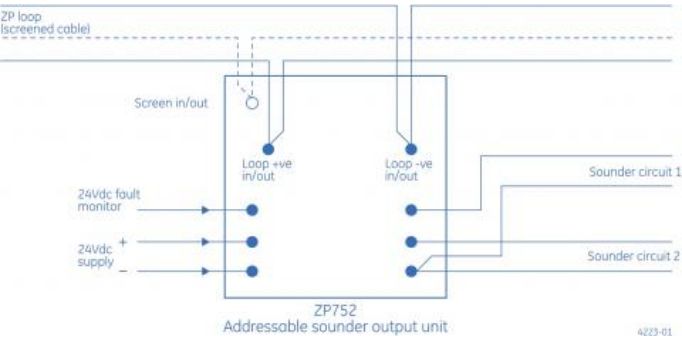 ZP loop
(screened cable)
Screen in/out
Loop +ve
in/out
Loop -ve
in/out
Sounder circuit 1
24Vdc fault
monitor
24Vdc
supply
+
–
Sounder circuit 2
ZP752
Addressable sounder output unit
4223-01